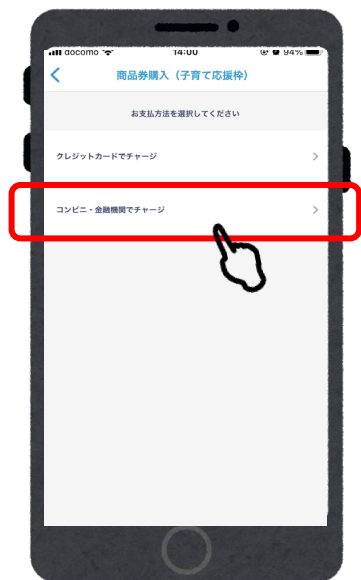 docomo 14:00 94%
商品券購入（子育て応援枠）
お支払方法を選択してください
クレジットカードでチャージ
コンビニ・金融機関でチャージ